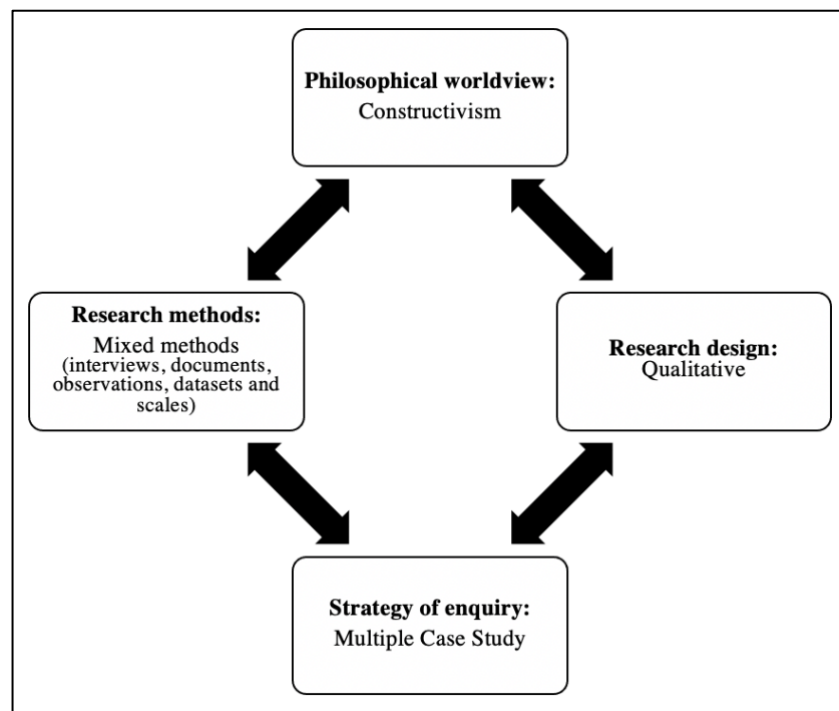 Philosophical worldview:
Constructivism
Research methods:
Mixed methods
(interviews, documents,
observations, datasets and
scales)
Research design:
Qualitative
Strategy of enquiry:
Multiple Case Study